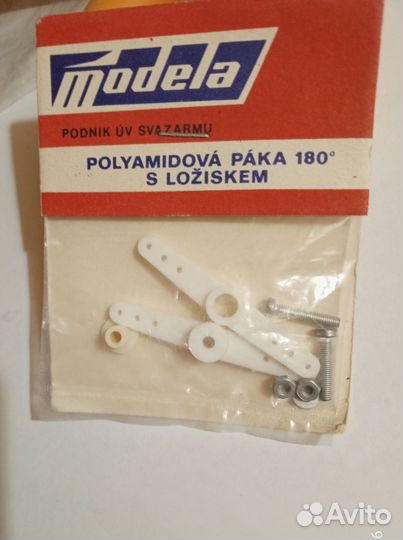 modela
PODNIK ÚV SVAZARMU
POLYAMIDOVÁ PÁKA 180°
S LOŽISKEM
Avito